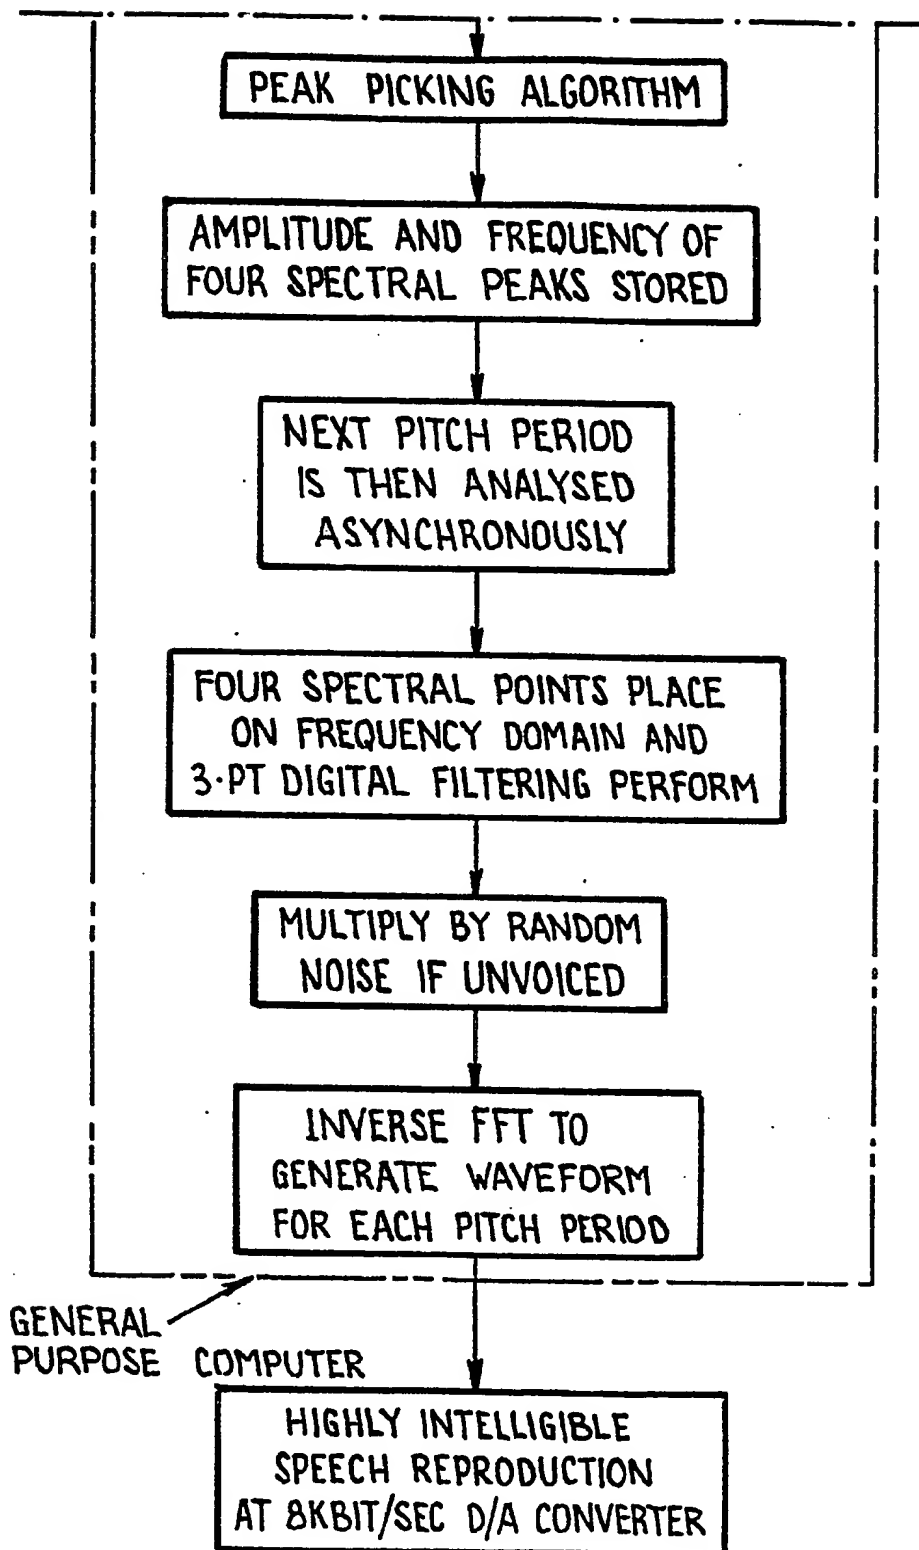 PEAK PICKING ALGORITHM
AMPLITUDE AND FREQUENCY OF
FOUR SPECTRAL PEAKS STORED
NEXT PITCH PERIOD
IS THEN ANALYSED
ASYNCHRONOUSLY
FOUR SPECTRAL POINTS PLACE
ON FREQUENCY DOMAIN AND
3-PT DIGITAL FILTERING PERFORM
MULTIPLY BY RANDOM
NOISE IF UNVOICED
INVERSE FFT TO
GENERATE WAVEFORM
FOR EACH PITCH PERIOD
GENERAL
PURPOSE COMPUTER
HIGHLY INTELLIGIBLE
SPEECH REPRODUCTION
AT 8KBIT/SEC D/A CONVERTER